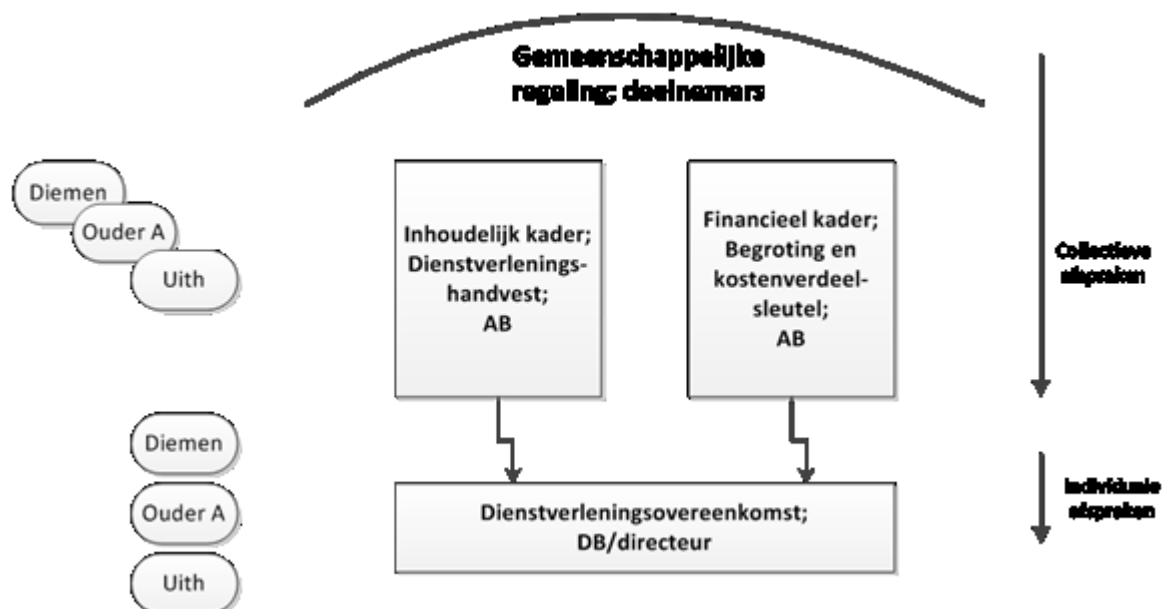 Gemeenschappelijke
regeling; deelnemers
Diemen
Ouder A
Uith
Inhoudelijk kader;
Dienstverlenings-
handvest;
AB
Financieel kader;
Begroting en
kostenverdeel-
sleutel;
AB
Collectieve
afspraken
Diemen
Ouder A
Uith
Dienstverleningsovereenkomst;
DB/directeur
Individuele
afspraken